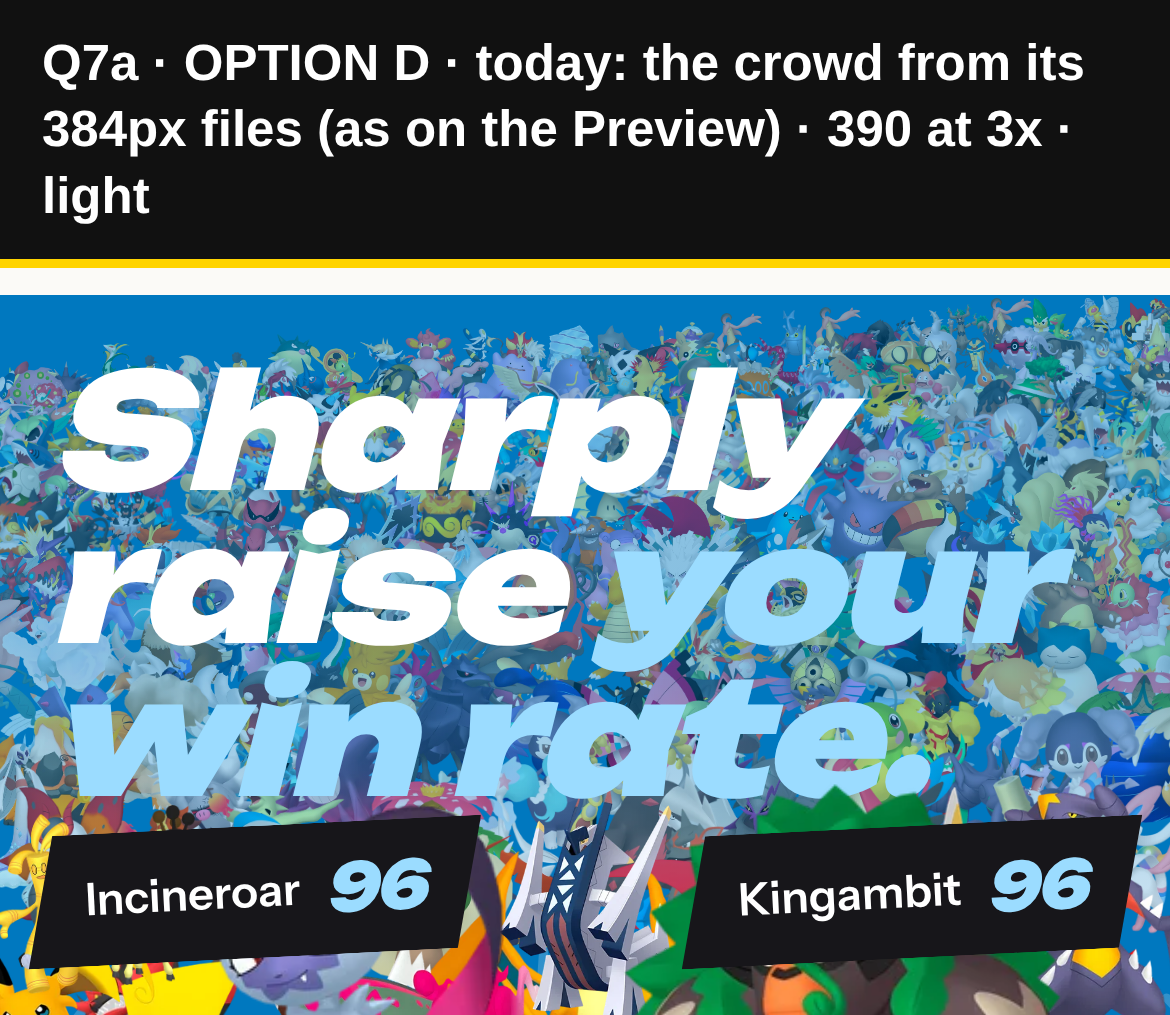 Q7a · OPTION D · today: the crowd from its
384px files (as on the Preview) · 390 at 3x ·
light
Sharply
raise your
win rate.
Incineroar 96
Kingambit 96